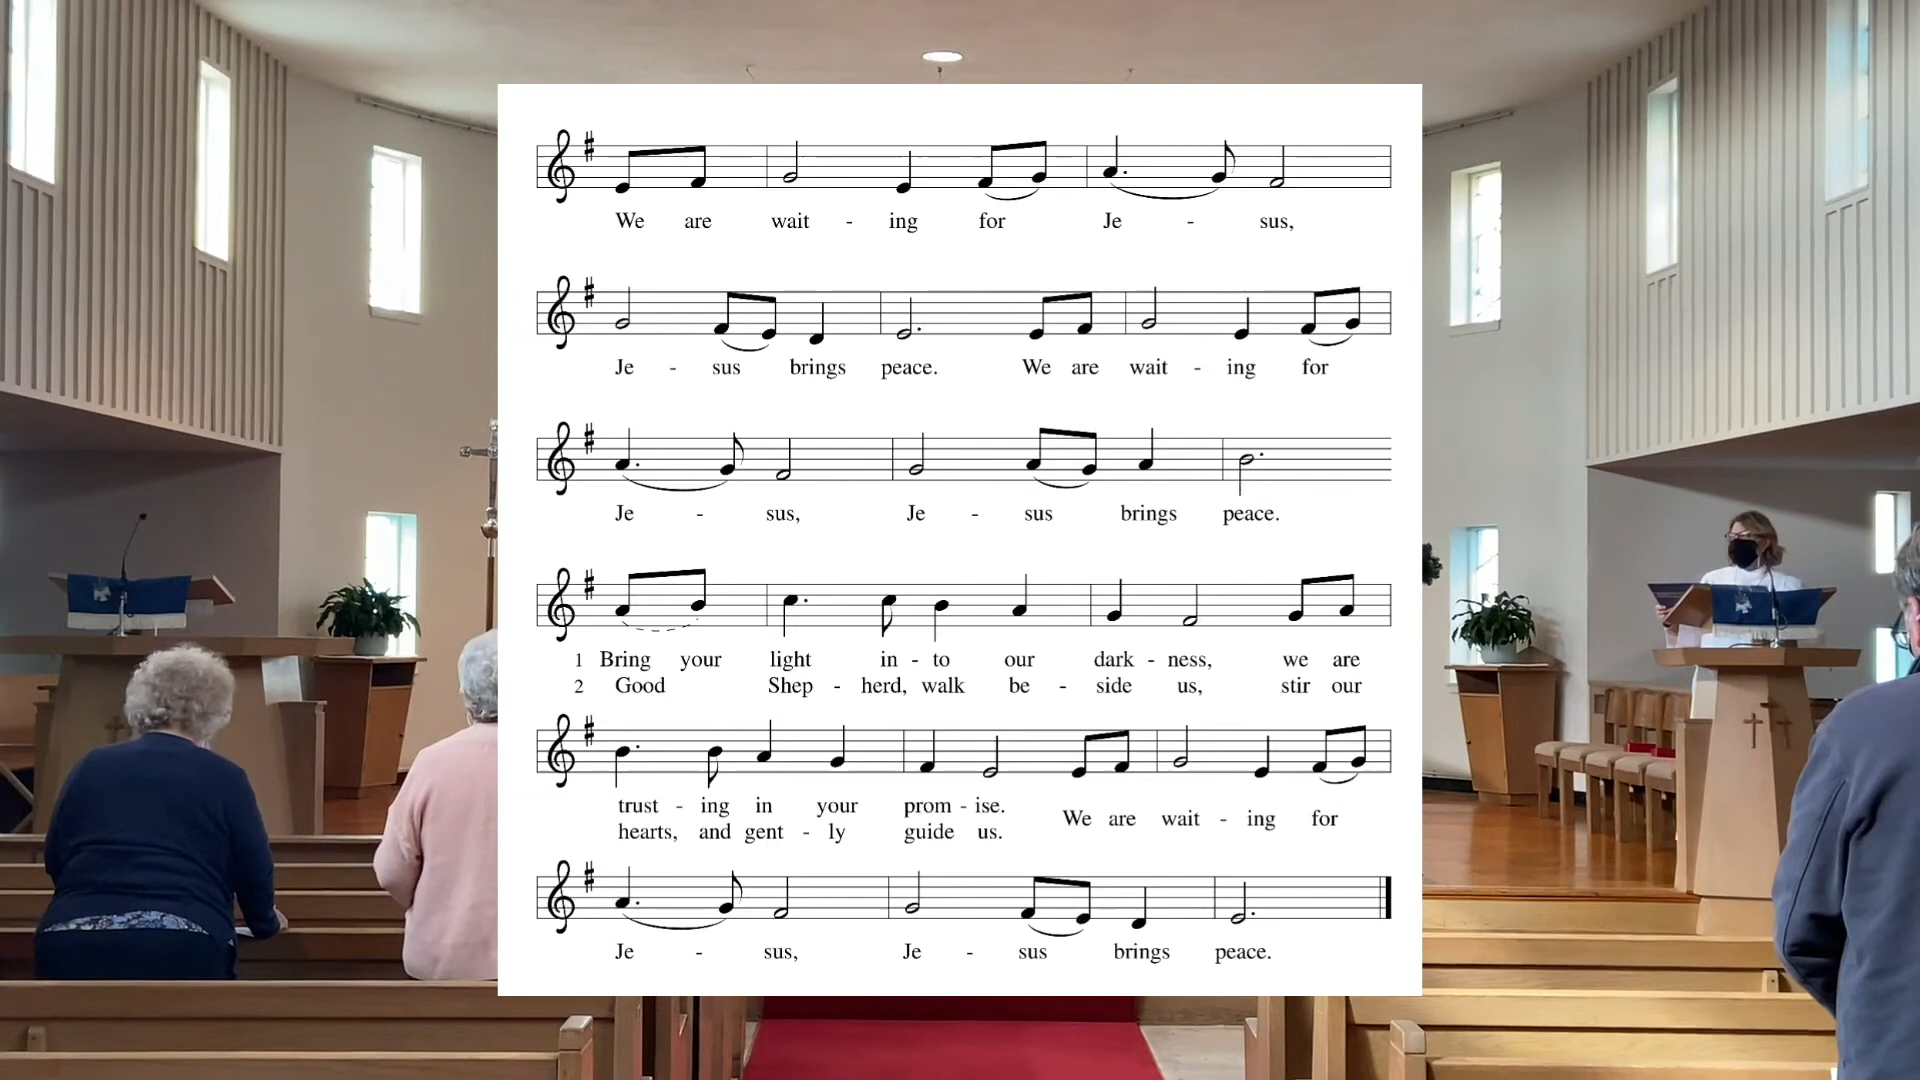 We are wait - ing for Je - sus,
Je - sus brings peace. We are wait - ing for
Je - sus, Je - sus brings peace.
1 Bring your light in - to our dark - ness, we are
2 Good Shep - herd, walk be - side us, stir our
trust - ing in your prom - ise. We are wait - ing for
hearts, and gent - ly guide us.
Je - sus, Je - sus brings peace.